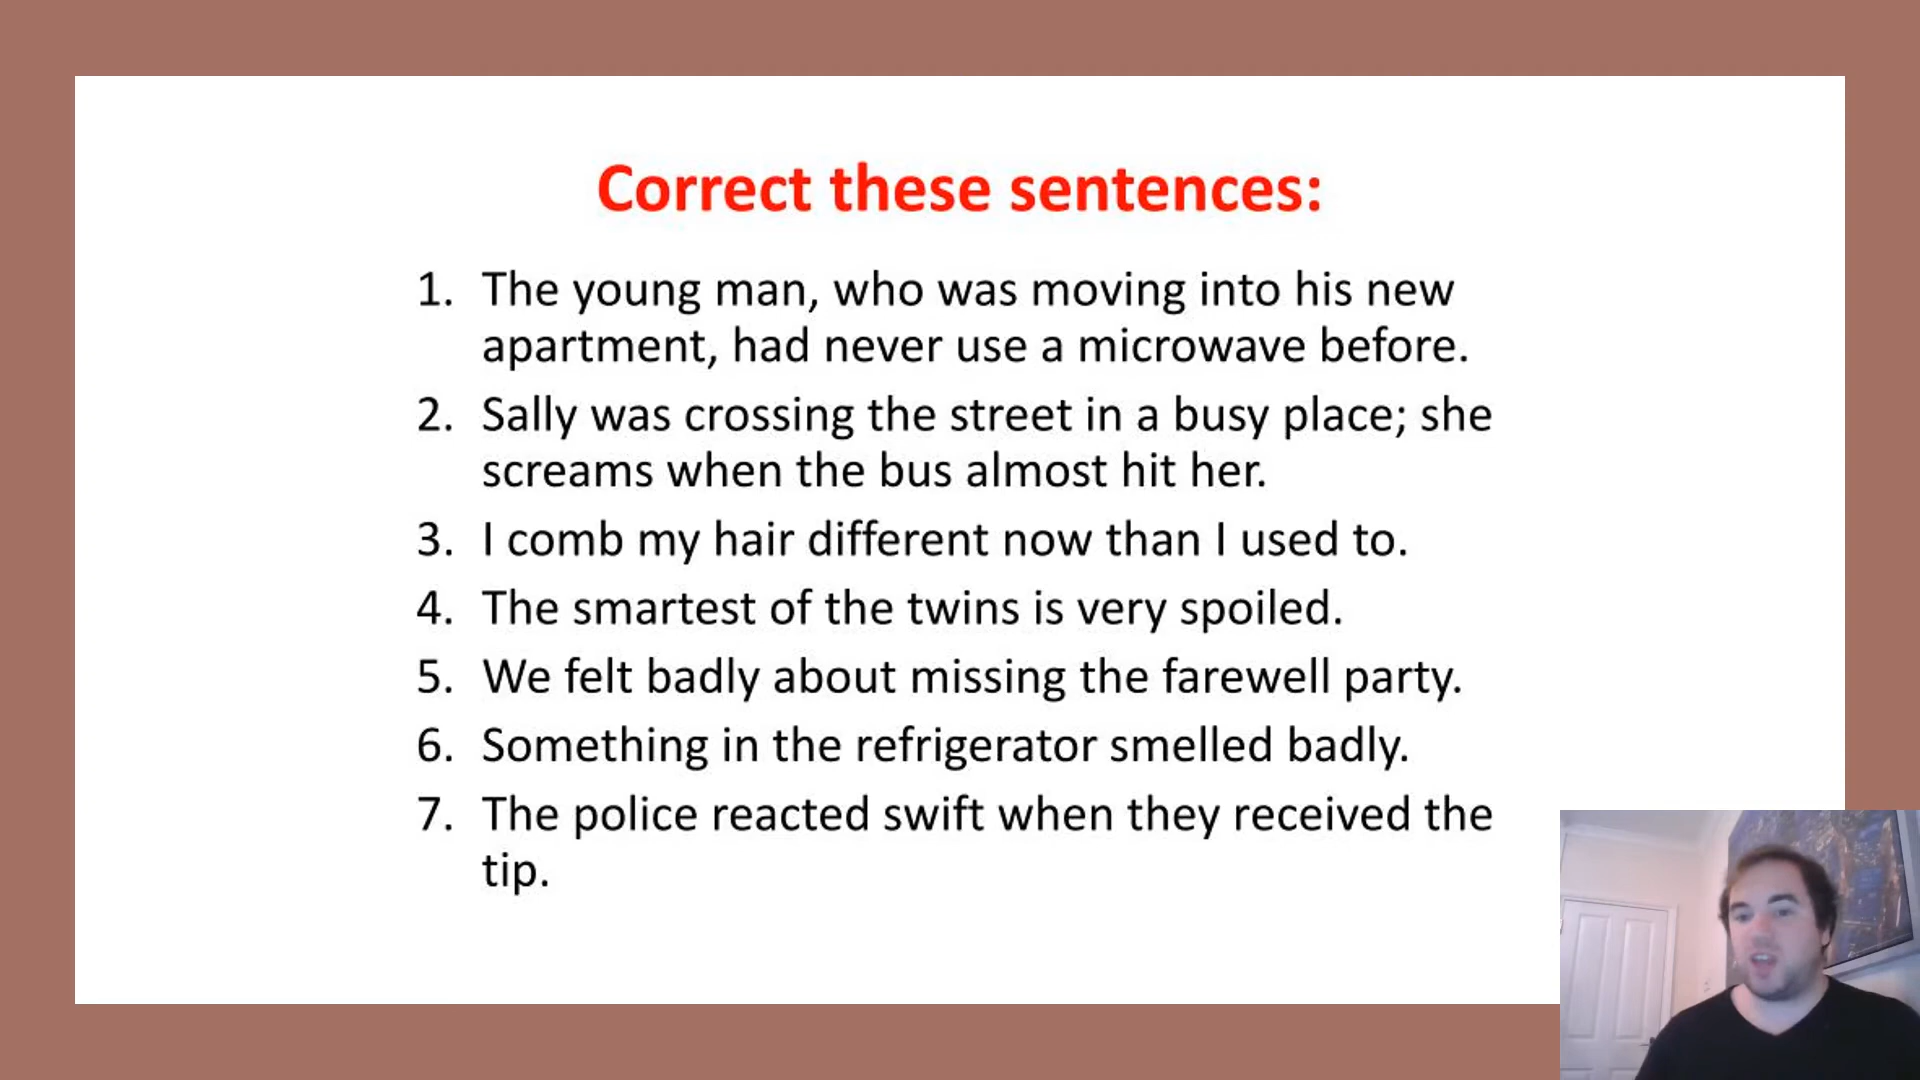 Correct these sentences:
1. The young man, who was moving into his new
apartment, had never use a microwave before.
2. Sally was crossing the street in a busy place; she
screams when the bus almost hit her.
3. I comb my hair different now than I used to.
4. The smartest of the twins is very spoiled.
5. We felt badly about missing the farewell party.
6. Something in the refrigerator smelled badly.
7. The police reacted swift when they received the
tip.